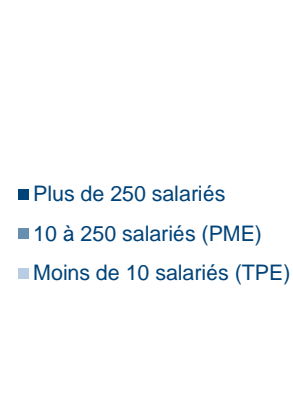 Plus de 250 salariés
10 à 250 salariés (PME)
Moins de 10 salariés (TPE)